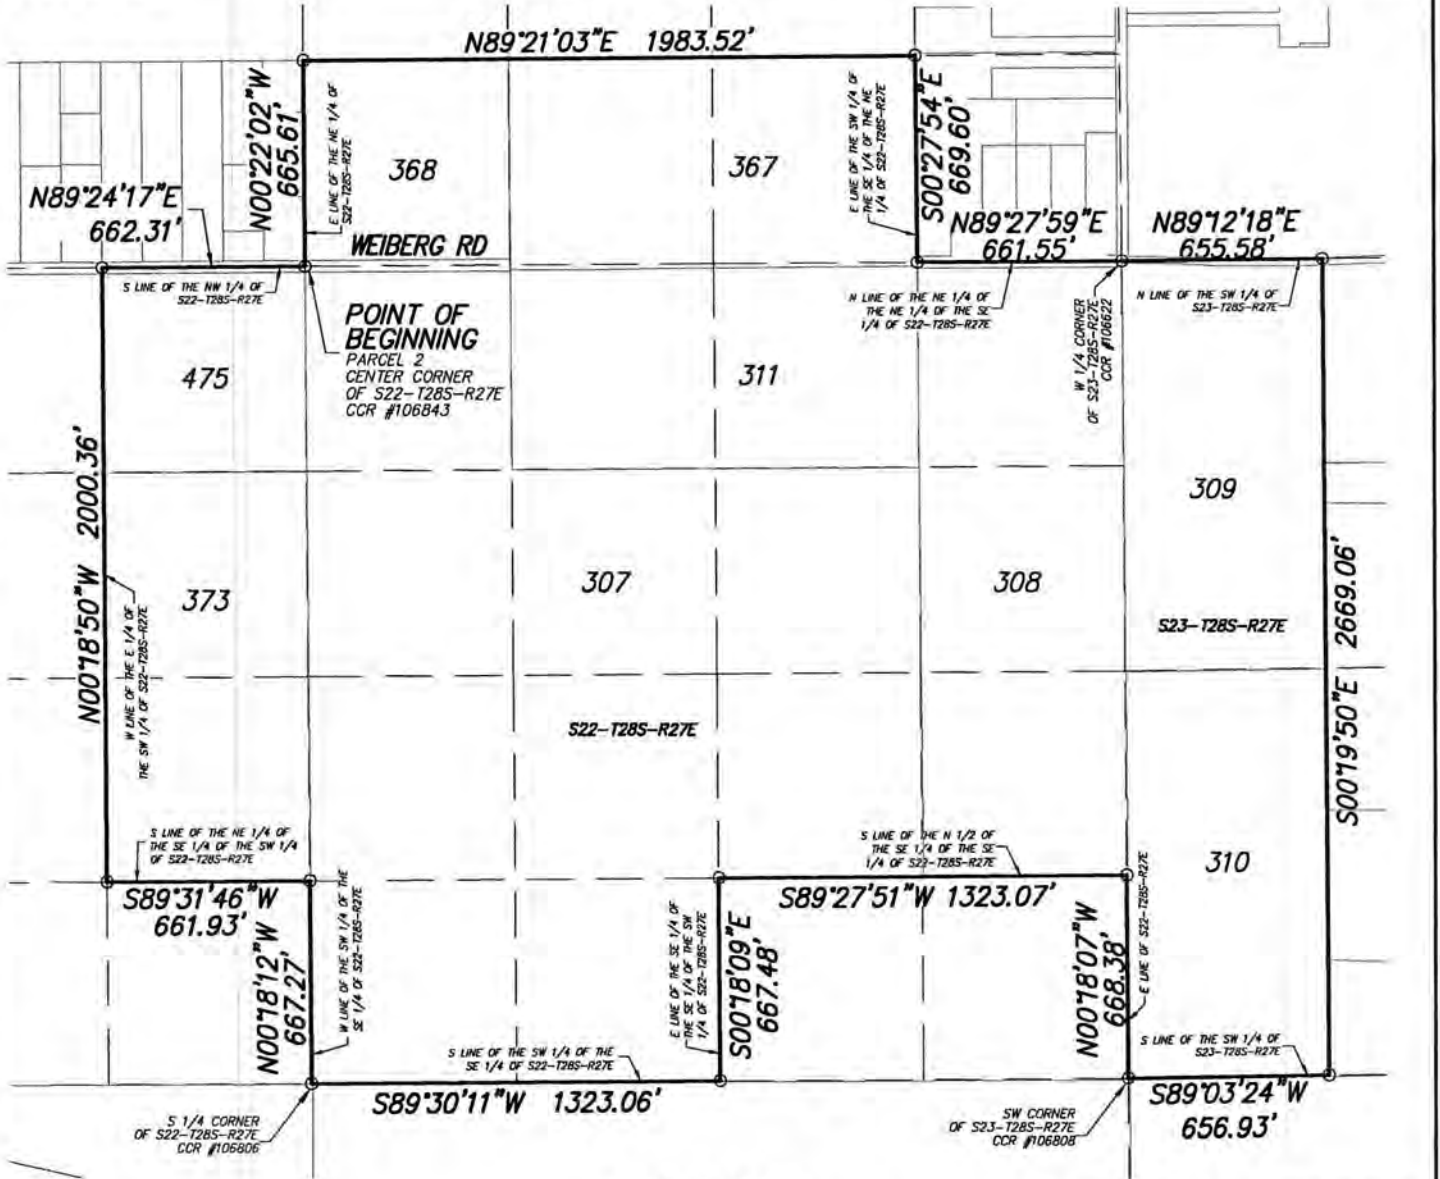 N89°21'03"E 1983.52'
N00°22'02"W
665.61'
E LINE OF THE NE 1/4 OF
S22-T28S-R27E
368
367
E LINE OF THE SW 1/4 OF
THE SE 1/4 OF THE NE
1/4 OF S22-T28S-R27E
S00°27'54"E
669.60'
N89°24'17"E
662.31'
WEIBERG RD
N89°27'59"E
661.55'
N89°12'18"E
655.58'
S LINE OF THE NW 1/4 OF
S22-T28S-R27E
N LINE OF THE NE 1/4 OF
THE NE 1/4 OF THE SE
1/4 OF S22-T28S-R27E
N LINE OF THE SW 1/4 OF
S23-T28S-R27E
W 1/4 CORNER
OF S23-T28S-R27E
CCR #106622
POINT OF
BEGINNING
PARCEL 2
CENTER CORNER
OF S22-T28S-R27E
CCR #106843
475
311
309
N00°18'50"W 2000.36'
W LINE OF THE E 1/4 OF
THE SW 1/4 OF S22-T28S-R27E
373
307
308
S23-T28S-R27E
S00°19'50"E 2669.06'
S22-T28S-R27E
S LINE OF THE NE 1/4 OF
THE SE 1/4 OF THE SW 1/4
OF S22-T28S-R27E
S LINE OF THE N 1/2 OF
THE SE 1/4 OF THE SE
1/4 OF S22-T28S-R27E
310
S89°31'46"W
661.93'
S89°27'51"W 1323.07'
N00°18'12"W
667.27'
W LINE OF THE SW 1/4 OF THE
SE 1/4 OF S22-T28S-R27E
E LINE OF THE SE 1/4 OF
THE SE 1/4 OF THE SW
1/4 OF S22-T28S-R27E
S00°18'09"E
667.48'
N00°18'07"W
668.38'
E LINE OF S22-T28S-R27E
S LINE OF THE SW 1/4 OF THE
SE 1/4 OF S22-T28S-R27E
S LINE OF THE SW 1/4 OF
S23-T28S-R27E
S89°30'11"W 1323.06'
S89°03'24"W
656.93'
S 1/4 CORNER
OF S22-T28S-R27E
CCR #106806
SW CORNER
OF S23-T28S-R27E
CCR #106808